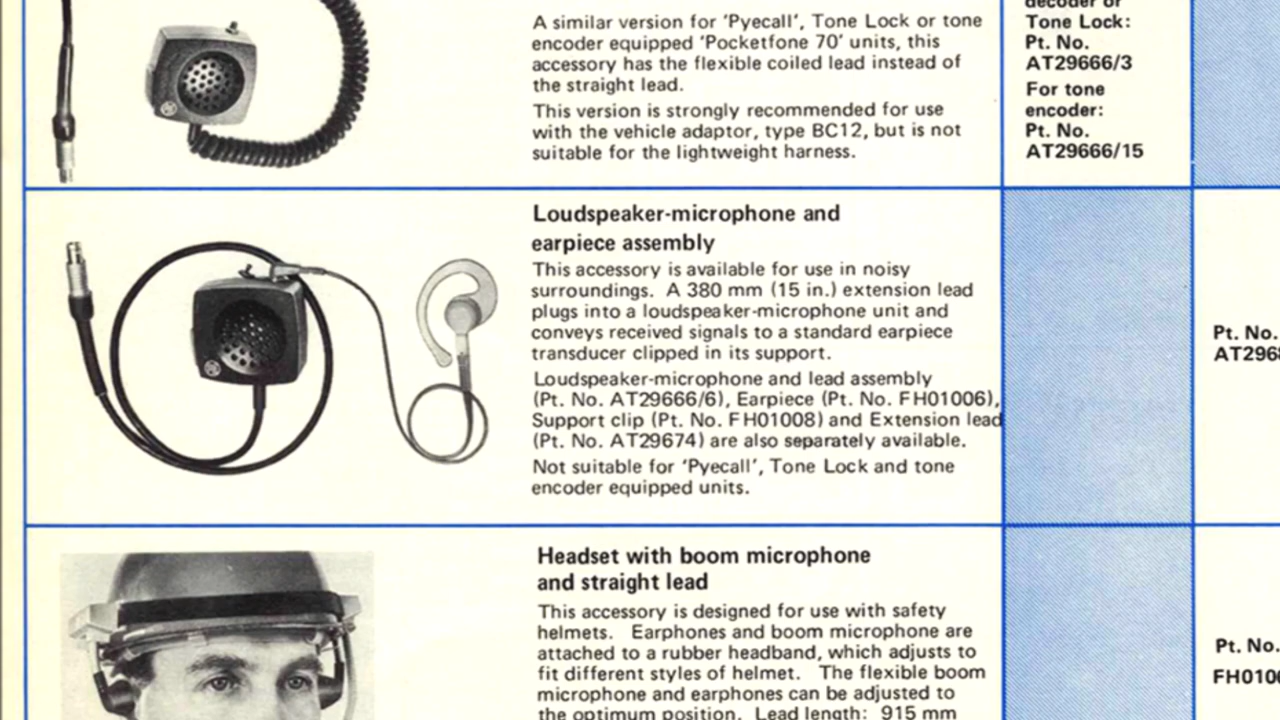 A similar version for 'Pyecall', Tone Lock or tone
encoder equipped 'Pocketfone 70' units, this
accessory has the flexible coiled lead instead of
the straight lead.
This version is strongly recommended for use
with the vehicle adaptor, type BC12, but is not
suitable for the lightweight harness.
decoder or
Tone Lock:
Pt. No.
AT29666/3
For tone
encoder:
Pt. No.
AT29666/15
Loudspeaker-microphone and
earpiece assembly
This accessory is available for use in noisy
surroundings. A 380 mm (15 in.) extension lead
plugs into a loudspeaker-microphone unit and
conveys received signals to a standard earpiece
transducer clipped in its support.
Loudspeaker-microphone and lead assembly
(Pt. No. AT29666/6), Earpiece (Pt. No. FH01006),
Support clip (Pt. No. FH01008) and Extension lead
(Pt. No. AT29674) are also separately available.
Not suitable for 'Pyecall', Tone Lock and tone
encoder equipped units.
Pt. No.
Headset with boom microphone
and straight lead
This accessory is designed for use with safety
helmets. Earphones and boom microphone are
attached to a rubber headband, which adjusts to
fit different styles of helmet. The flexible boom
microphone and earphones can be adjusted to
the optimum position. Lead length: 915 mm
Pt. No.